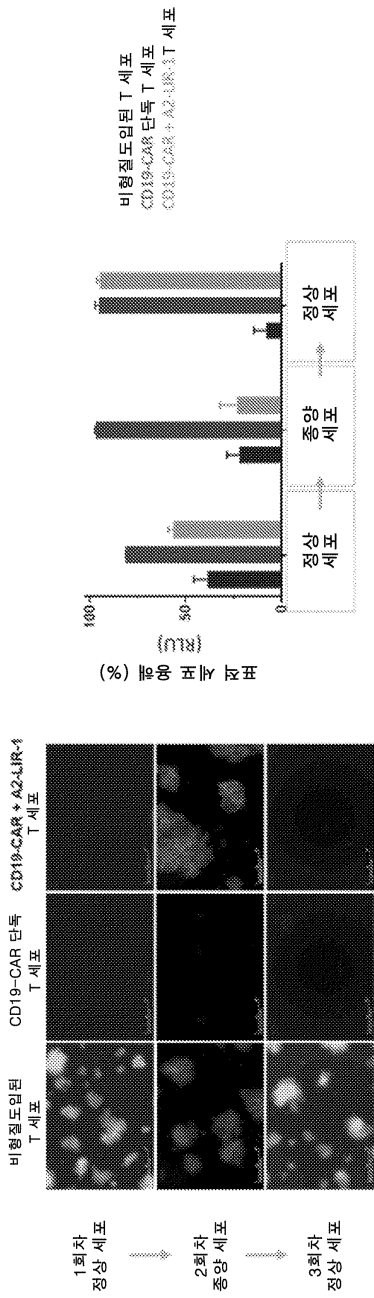 비형질도입된
T 세포
CD19-CAR 단독
T 세포
CD19-CAR + A2-LIR-1
T 세포
1회차
정상 세포
2회차
종양 세포
3회차
정상 세포
표적 세포 용해 (%)
(RLU)
100
50
0
정상
세포
종양
세포
정상
세포
비형질도입된 T 세포
CD19-CAR 단독 T 세포
CD19-CAR + A2-LIR-1T 세포